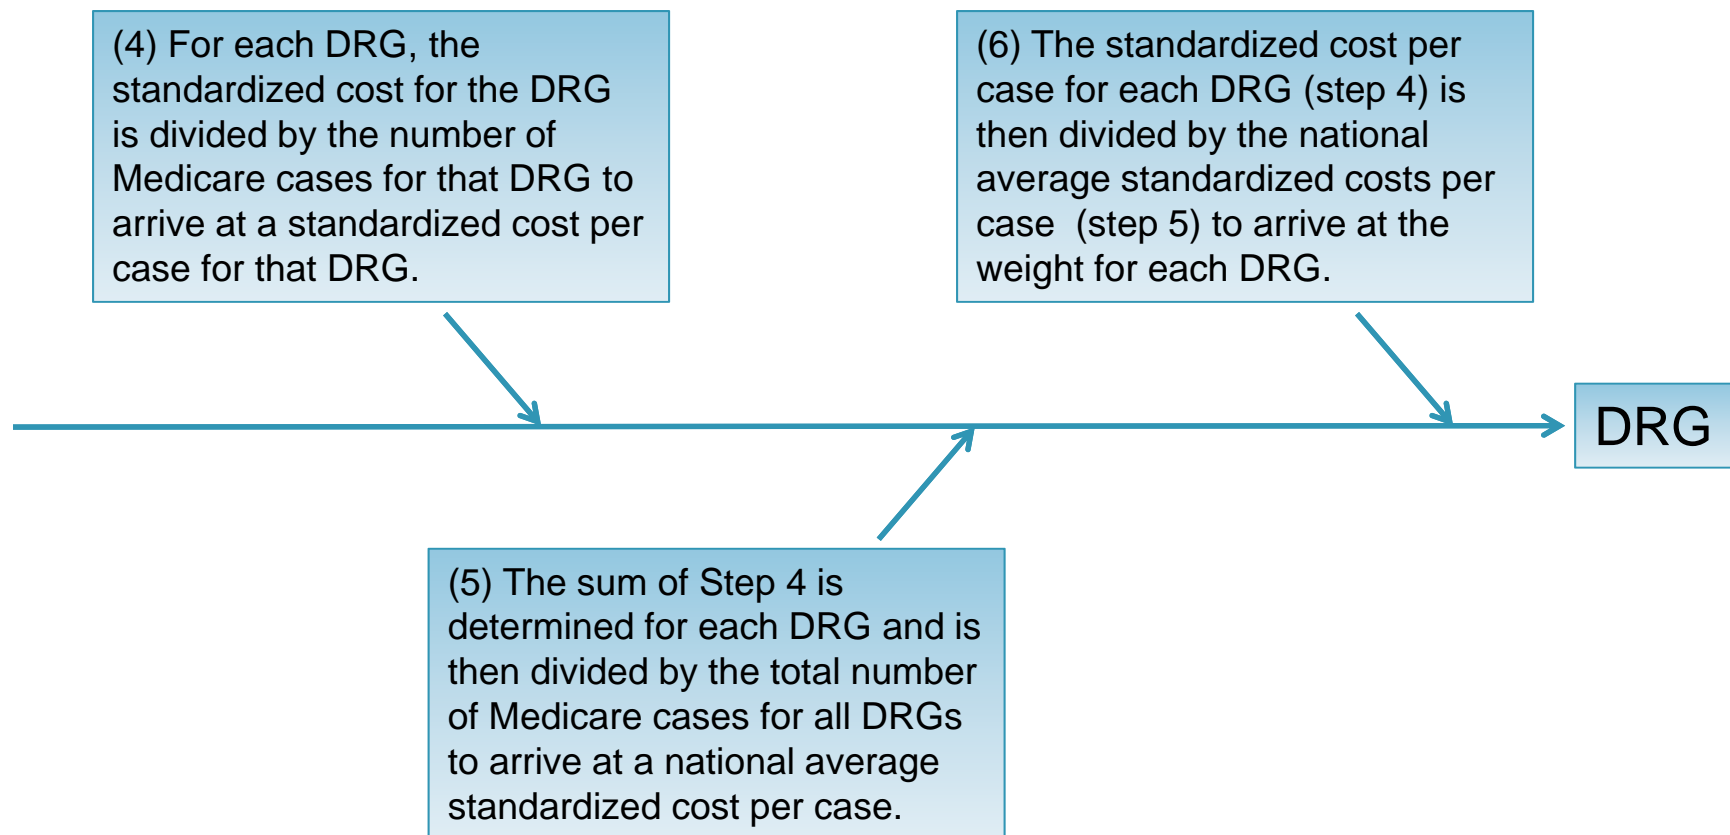 (4) For each DRG, the
standardized cost for the DRG
is divided by the number of
Medicare cases for that DRG to
arrive at a standardized cost per
case for that DRG.
(6) The standardized cost per
case for each DRG (step 4) is
then divided by the national
average standardized costs per
case  (step 5) to arrive at the
weight for each DRG.
DRG
(5) The sum of Step 4 is
determined for each DRG and is
then divided by the total number
of Medicare cases for all DRGs
to arrive at a national average
standardized cost per case.